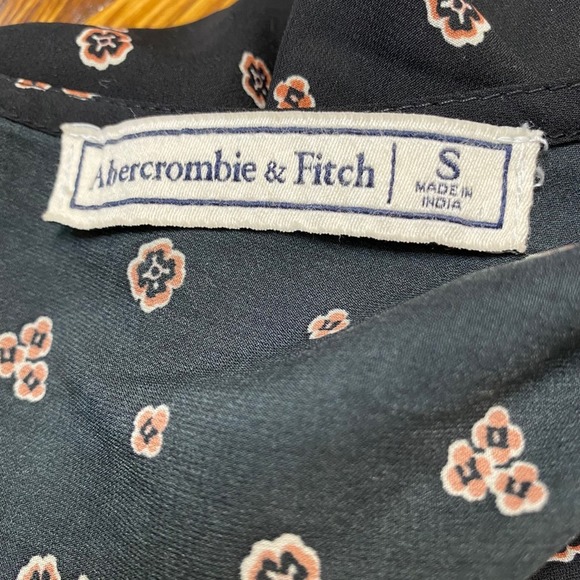 Abercrombie & Fitch
S
MADE IN
INDIA